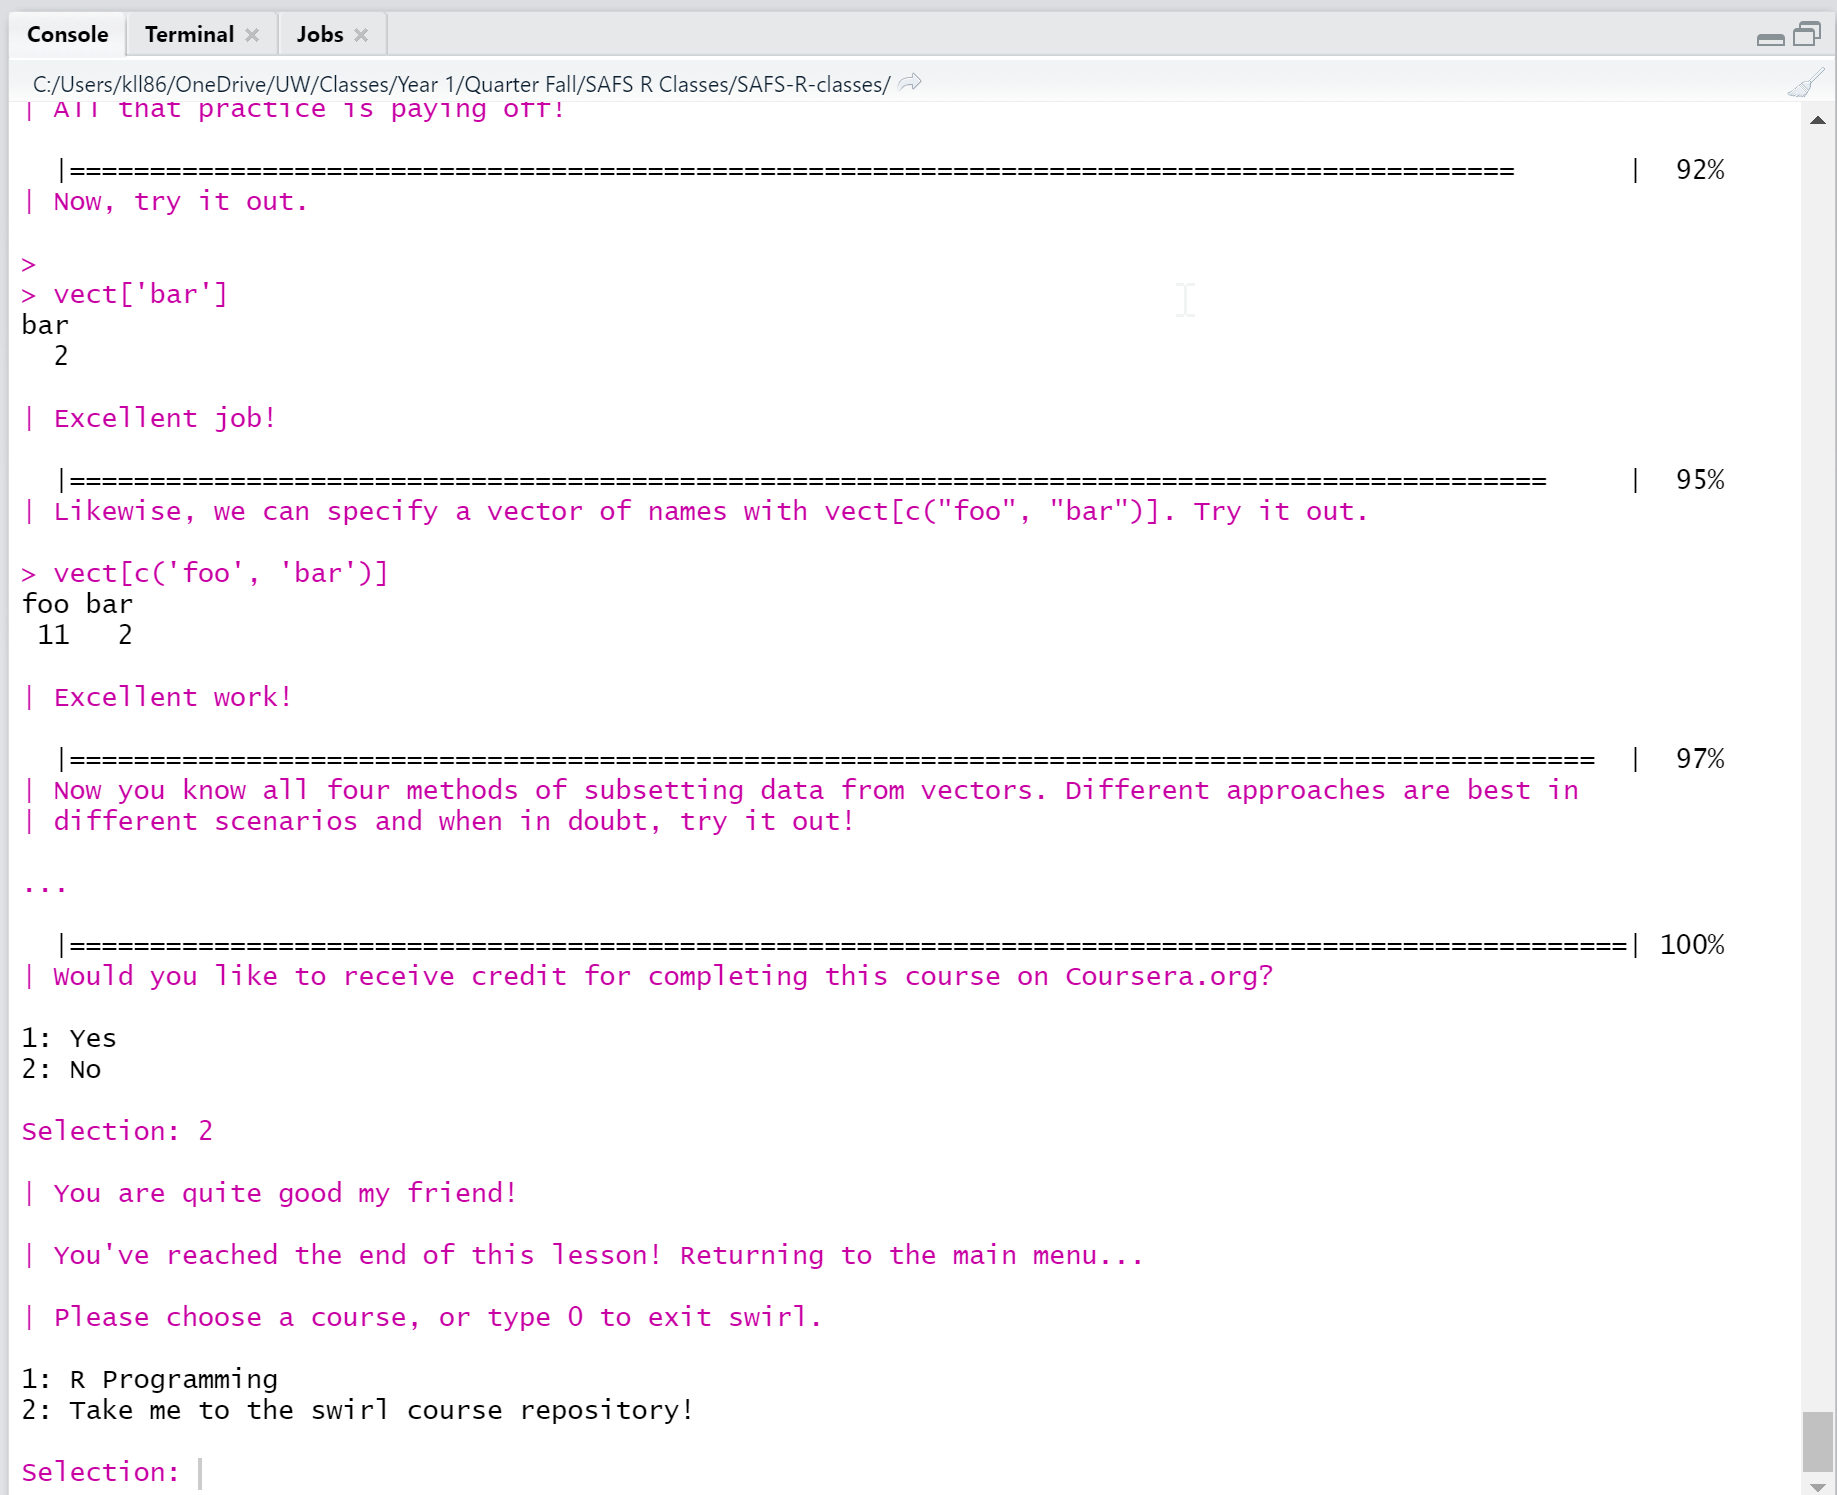 Console Terminal Jobs
C:/Users/kll86/OneDrive/UW/Classes/Year 1/Quarter Fall/SAFS R Classes/SAFS-R-classes/
| All that practice is paying off!
|==========================================================================================       |  92%
| Now, try it out.
>
> vect['bar']
bar
2
| Excellent job!
|============================================================================================     |  95%
| Likewise, we can specify a vector of names with vect[c("foo", "bar")]. Try it out.
> vect[c('foo', 'bar')]
foo bar
11   2
| Excellent work!
|===============================================================================================  |  97%
| Now you know all four methods of subsetting data from vectors. Different approaches are best in
| different scenarios and when in doubt, try it out!
...
|=================================================================================================| 100%
| Would you like to receive credit for completing this course on Coursera.org?
1: Yes
2: No
Selection: 2
| You are quite good my friend!
| You've reached the end of this lesson! Returning to the main menu...
| Please choose a course, or type 0 to exit swirl.
1: R Programming
2: Take me to the swirl course repository!
Selection: